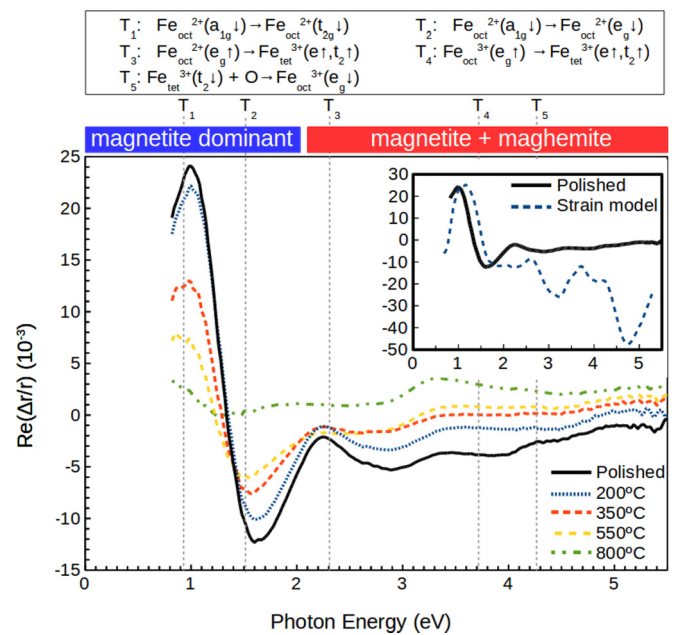 T₁: Feₒcₜ²⁺(a₁g↓)→Feₒcₜ²⁺(t₂g↓) T₂: Feₒcₜ²⁺(a₁g↓)→Feₒcₜ²⁺(eg↓)
T₃: Feₒcₜ²⁺(eg↑)→Feₜₑₜ³⁺(e↑,t₂↑) T₄: Feₒcₜ³⁺(eg↑) →Feₜₑₜ³⁺(e↑,t₂↑)
T₅: Feₜₑₜ³⁺(t₂↓) + O→Feₒcₜ³⁺(eg↓)
T₁ T₂ T₃ T₄ T₅
magnetite dominant magnetite + maghemite
25
20
15
10
5
0
-5
-10
-15
Re(Δr/r) (10⁻³)
30
20
10
0
-10
-20
-30
-40
-50
Polished
Strain model
0 1 2 3 4 5
Polished
200ºC
350ºC
550ºC
800ºC
0 1 2 3 4 5
Photon Energy (eV)